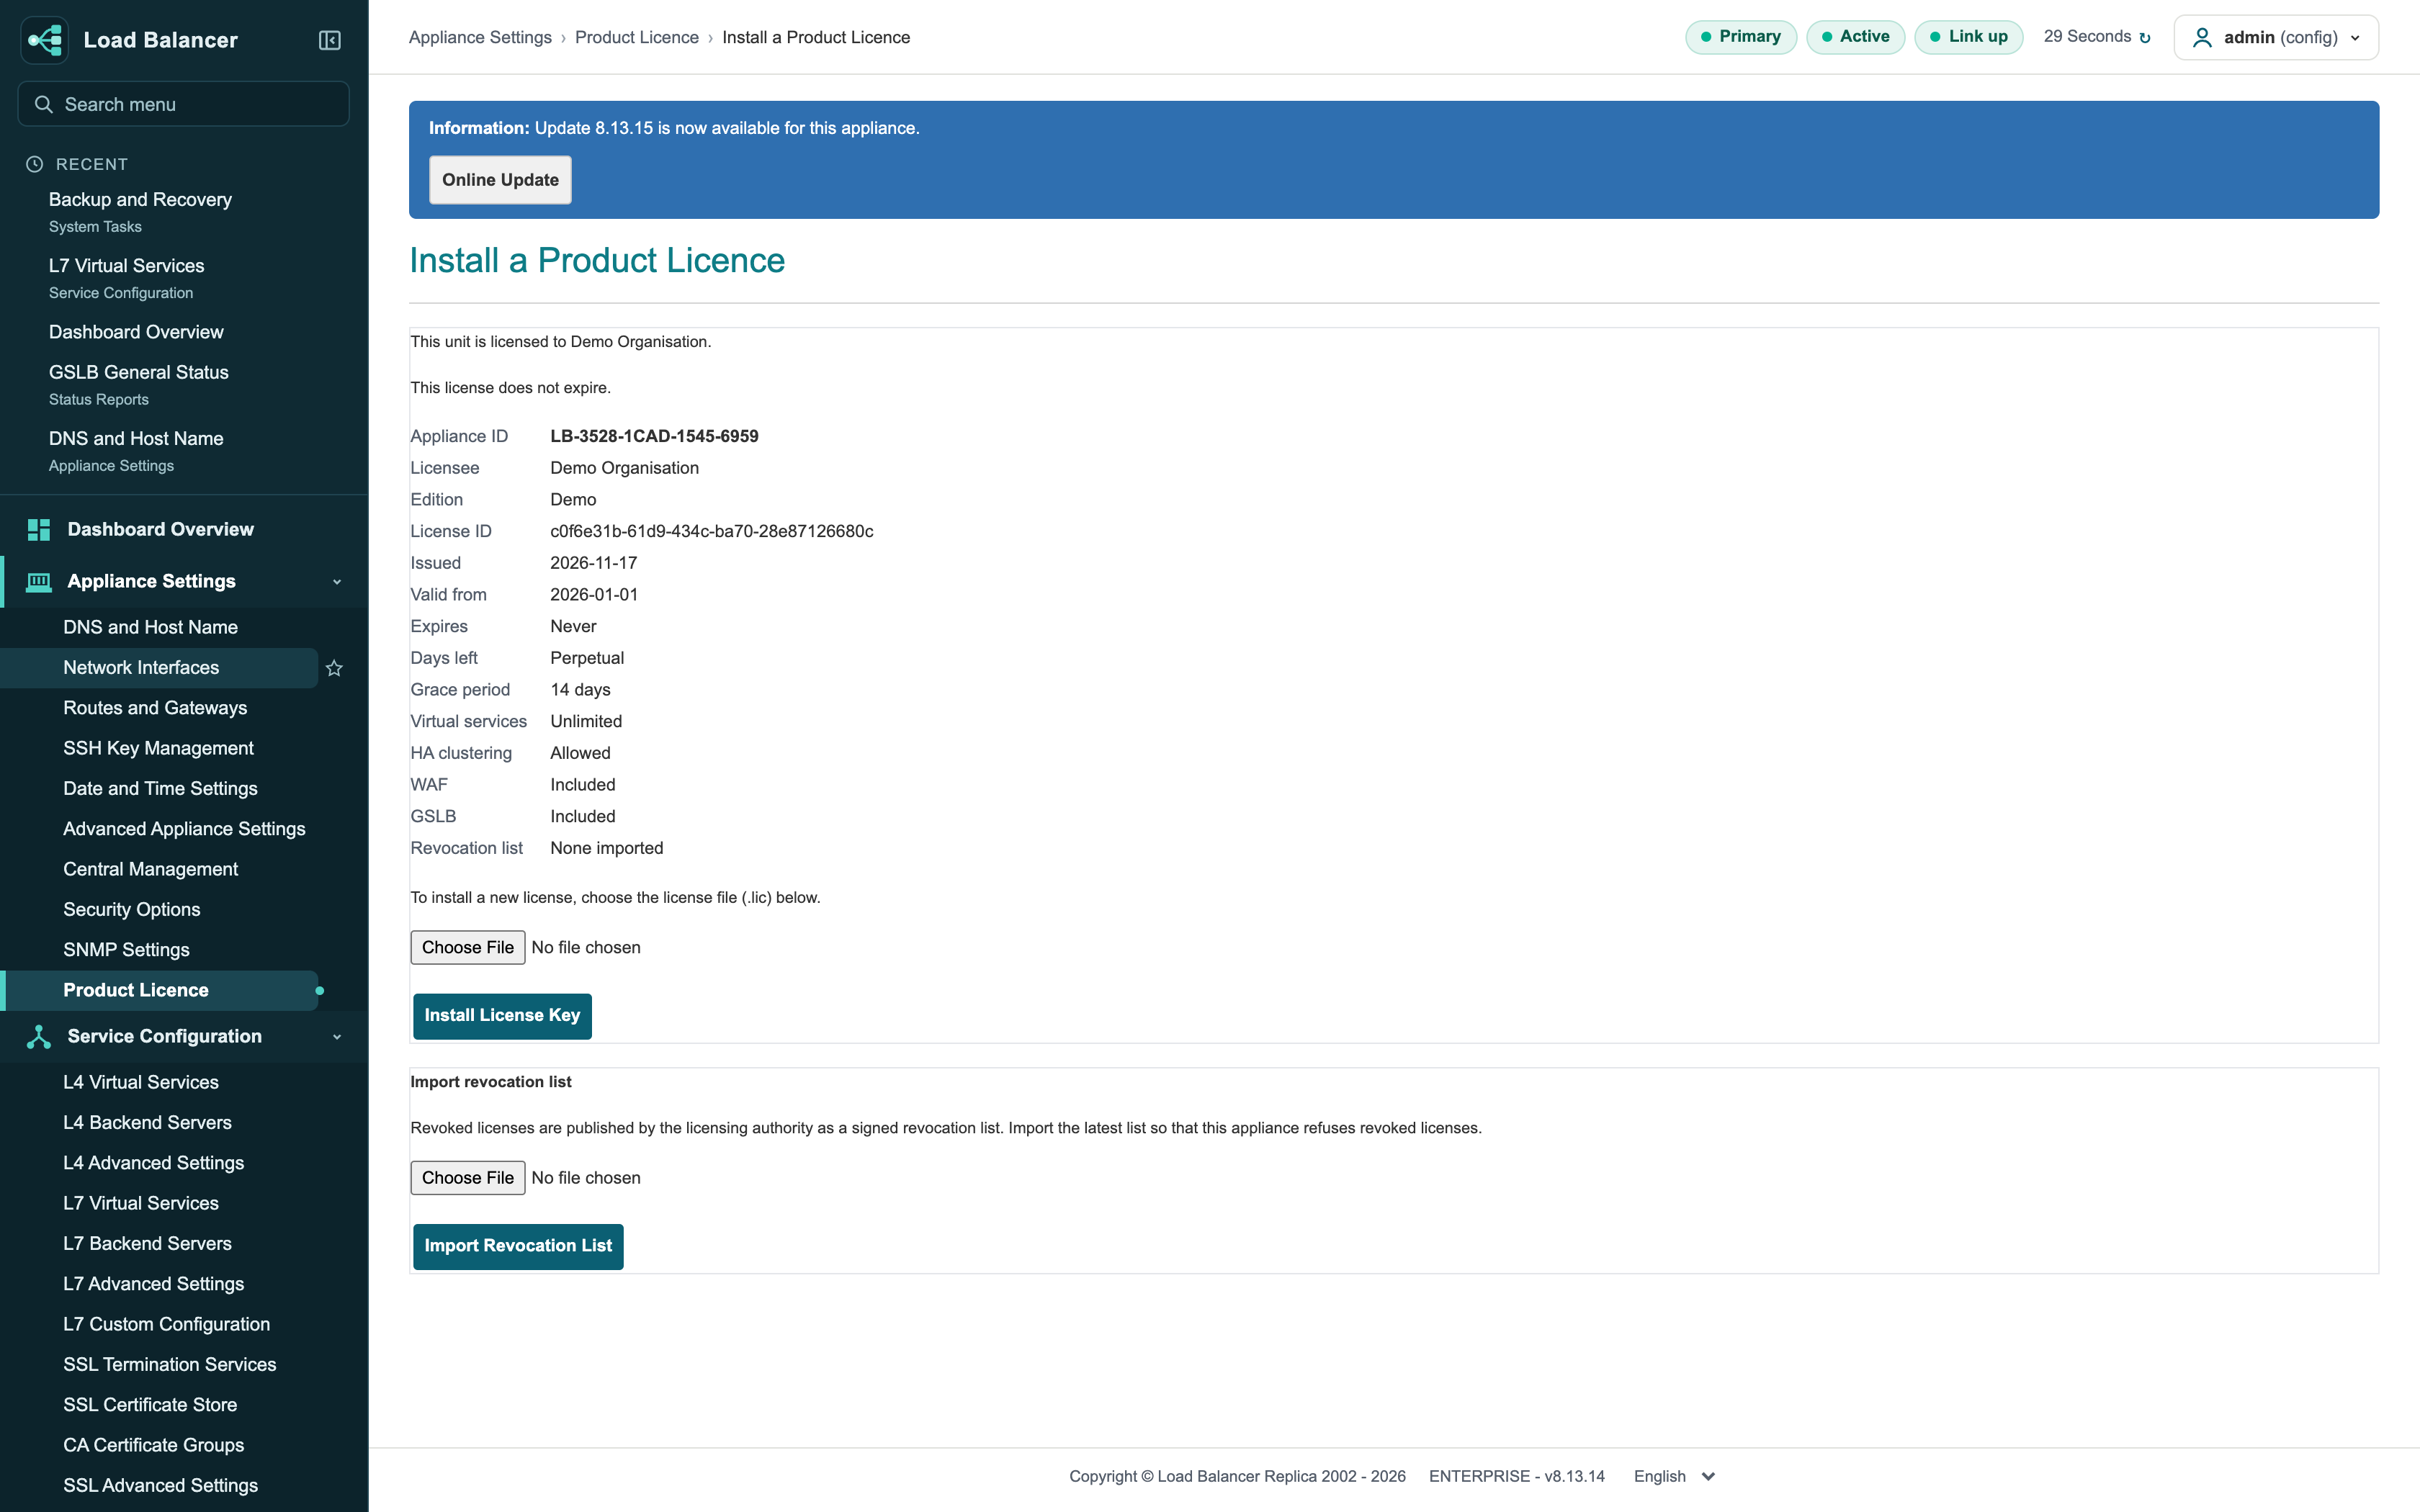 Load Balancer
Search menu
RECENT
Backup and Recovery
System Tasks
L7 Virtual Services
Service Configuration
Dashboard Overview
GSLB General Status
Status Reports
DNS and Host Name
Appliance Settings
Dashboard Overview
Appliance Settings
DNS and Host Name
Network Interfaces
Routes and Gateways
SSH Key Management
Date and Time Settings
Advanced Appliance Settings
Central Management
Security Options
SNMP Settings
Product Licence
Service Configuration
L4 Virtual Services
L4 Backend Servers
L4 Advanced Settings
L7 Virtual Services
L7 Backend Servers
L7 Advanced Settings
L7 Custom Configuration
SSL Termination Services
SSL Certificate Store
CA Certificate Groups
SSL Advanced Settings
Appliance Settings › Product Licence › Install a Product Licence
Primary Active Link up 29 Seconds ↻ admin (config)
Information: Update 8.13.15 is now available for this appliance.
Online Update
Install a Product Licence
This unit is licensed to Demo Organisation.
This license does not expire.
Appliance ID LB-3528-1CAD-1545-6959
Licensee Demo Organisation
Edition Demo
License ID c0f6e31b-61d9-434c-ba70-28e87126680c
Issued 2026-11-17
Valid from 2026-01-01
Expires Never
Days left Perpetual
Grace period 14 days
Virtual services Unlimited
HA clustering Allowed
WAF Included
GSLB Included
Revocation list None imported
To install a new license, choose the license file (.lic) below.
Choose File No file chosen
Install License Key
Import revocation list
Revoked licenses are published by the licensing authority as a signed revocation list. Import the latest list so that this appliance refuses revoked licenses.
Choose File No file chosen
Import Revocation List
Copyright © Load Balancer Replica 2002 - 2026 ENTERPRISE - v8.13.14 English